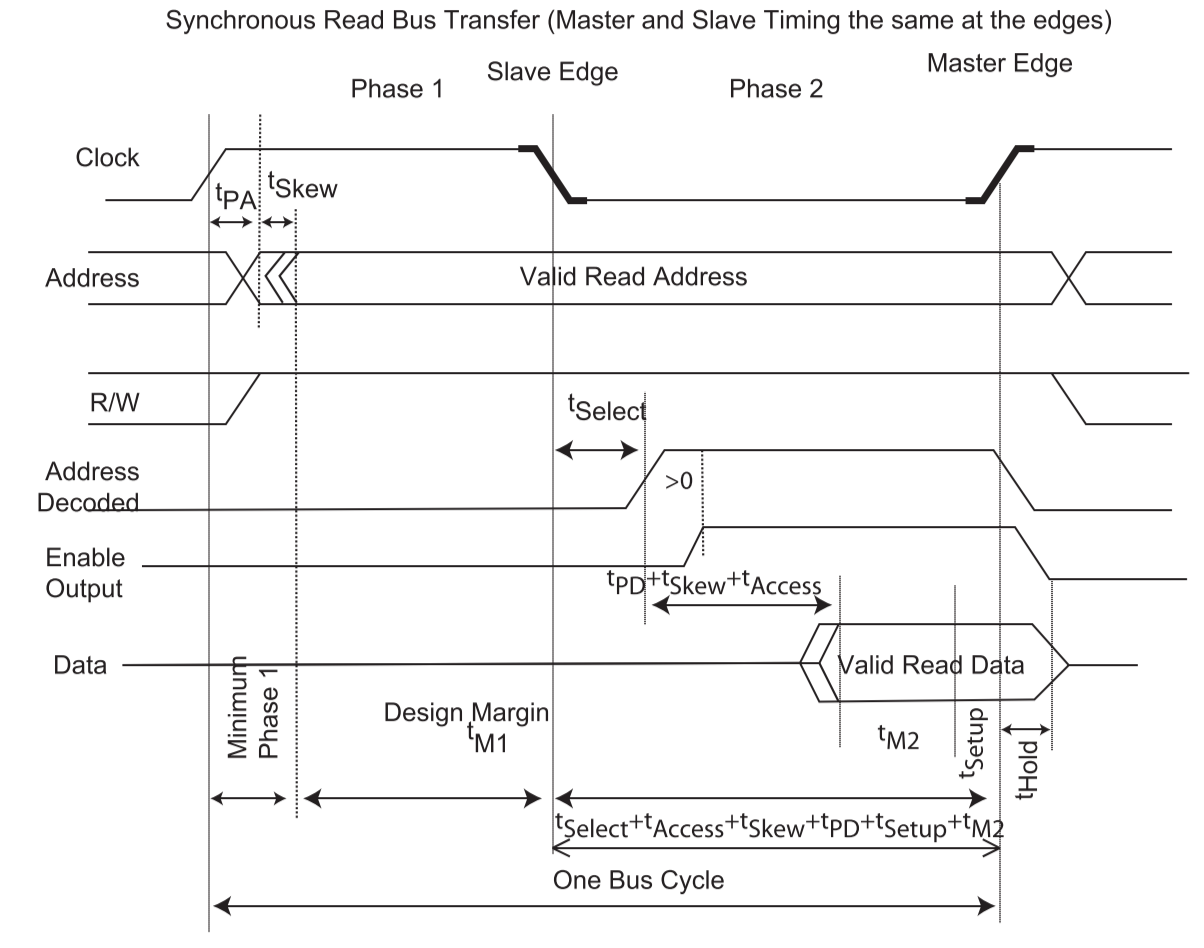 Synchronous Read Bus Transfer (Master and Slave Timing the same at the edges)
Phase 1
Slave Edge
Phase 2
Master Edge
Clock
tPA
tSkew
Address
Valid Read Address
R/W
tSelect
Address
Decoded
>0
Enable
Output
tPD+tSkew+tAccess
Data
Valid Read Data
Minimum
Phase 1
Design Margin
tM1
tM2
tSetup
tHold
tSelect+tAccess+tSkew+tPD+tSetup+tM2
One Bus Cycle